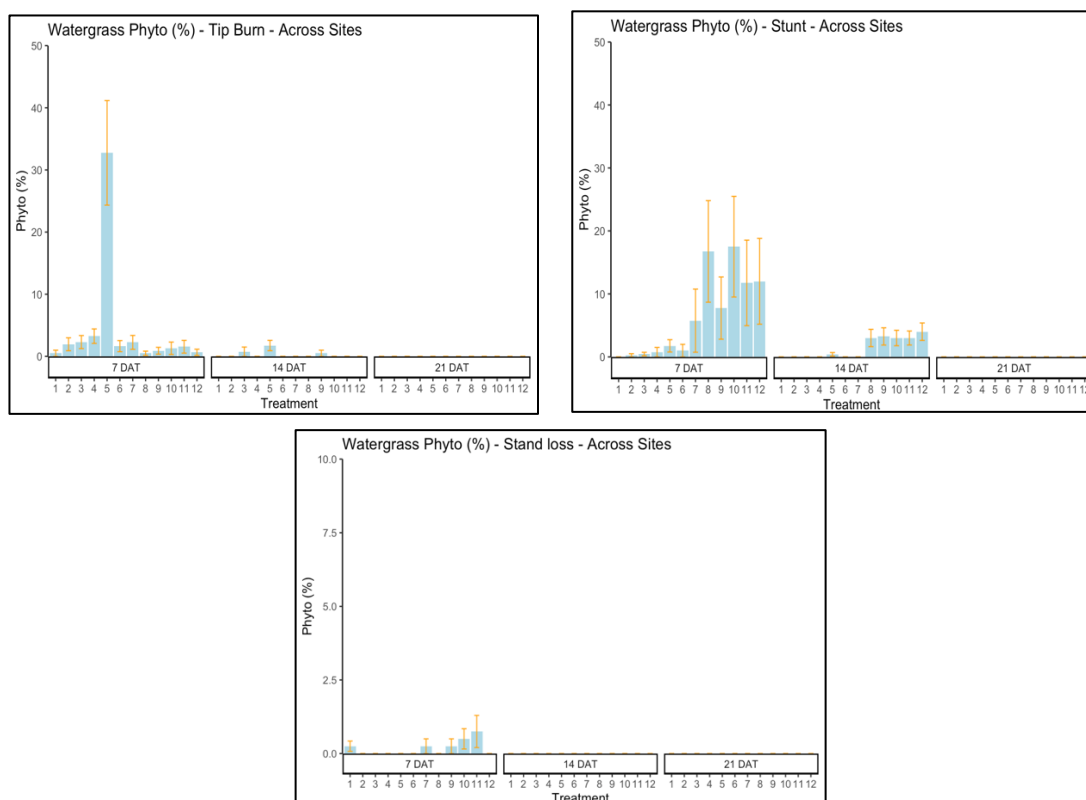 Watergrass Phyto (%) - Tip Burn - Across Sites
50
40
30
20
10
0
Phyto (%)
7 DAT 14 DAT 21 DAT
1 2 3 4 5 6 7 8 9 10 11 12 1 2 3 4 5 6 7 8 9 10 11 12 1 2 3 4 5 6 7 8 9 10 11 12
Treatment
Watergrass Phyto (%) - Stunt - Across Sites
50
40
30
20
10
0
Phyto (%)
7 DAT 14 DAT 21 DAT
1 2 3 4 5 6 7 8 9 10 11 12 1 2 3 4 5 6 7 8 9 10 11 12 1 2 3 4 5 6 7 8 9 10 11 12
Treatment
Watergrass Phyto (%) - Stand loss - Across Sites
10.0
7.5
5.0
2.5
0.0
Phyto (%)
7 DAT 14 DAT 21 DAT
1 2 3 4 5 6 7 8 9 10 11 12 1 2 3 4 5 6 7 8 9 10 11 12 1 2 3 4 5 6 7 8 9 10 11 12
Treatment